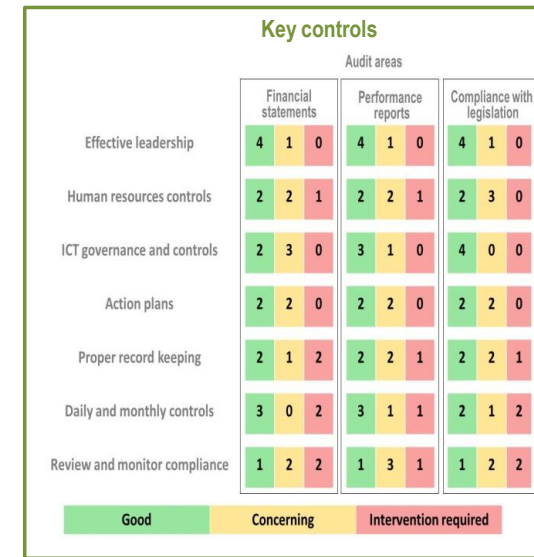 Key controls
Audit areas
Financial statements
Performance reports
Compliance with legislation
Effective leadership 4 1 0 4 1 0 4 1 0
Human resources controls 2 2 1 2 2 1 2 3 0
ICT governance and controls 2 3 0 3 1 0 4 0 0
Action plans 2 2 0 2 2 0 2 2 0
Proper record keeping 2 1 2 2 2 1 2 2 1
Daily and monthly controls 3 0 2 3 1 1 2 1 2
Review and monitor compliance 1 2 2 1 3 1 1 2 2
Good Concerning Intervention required